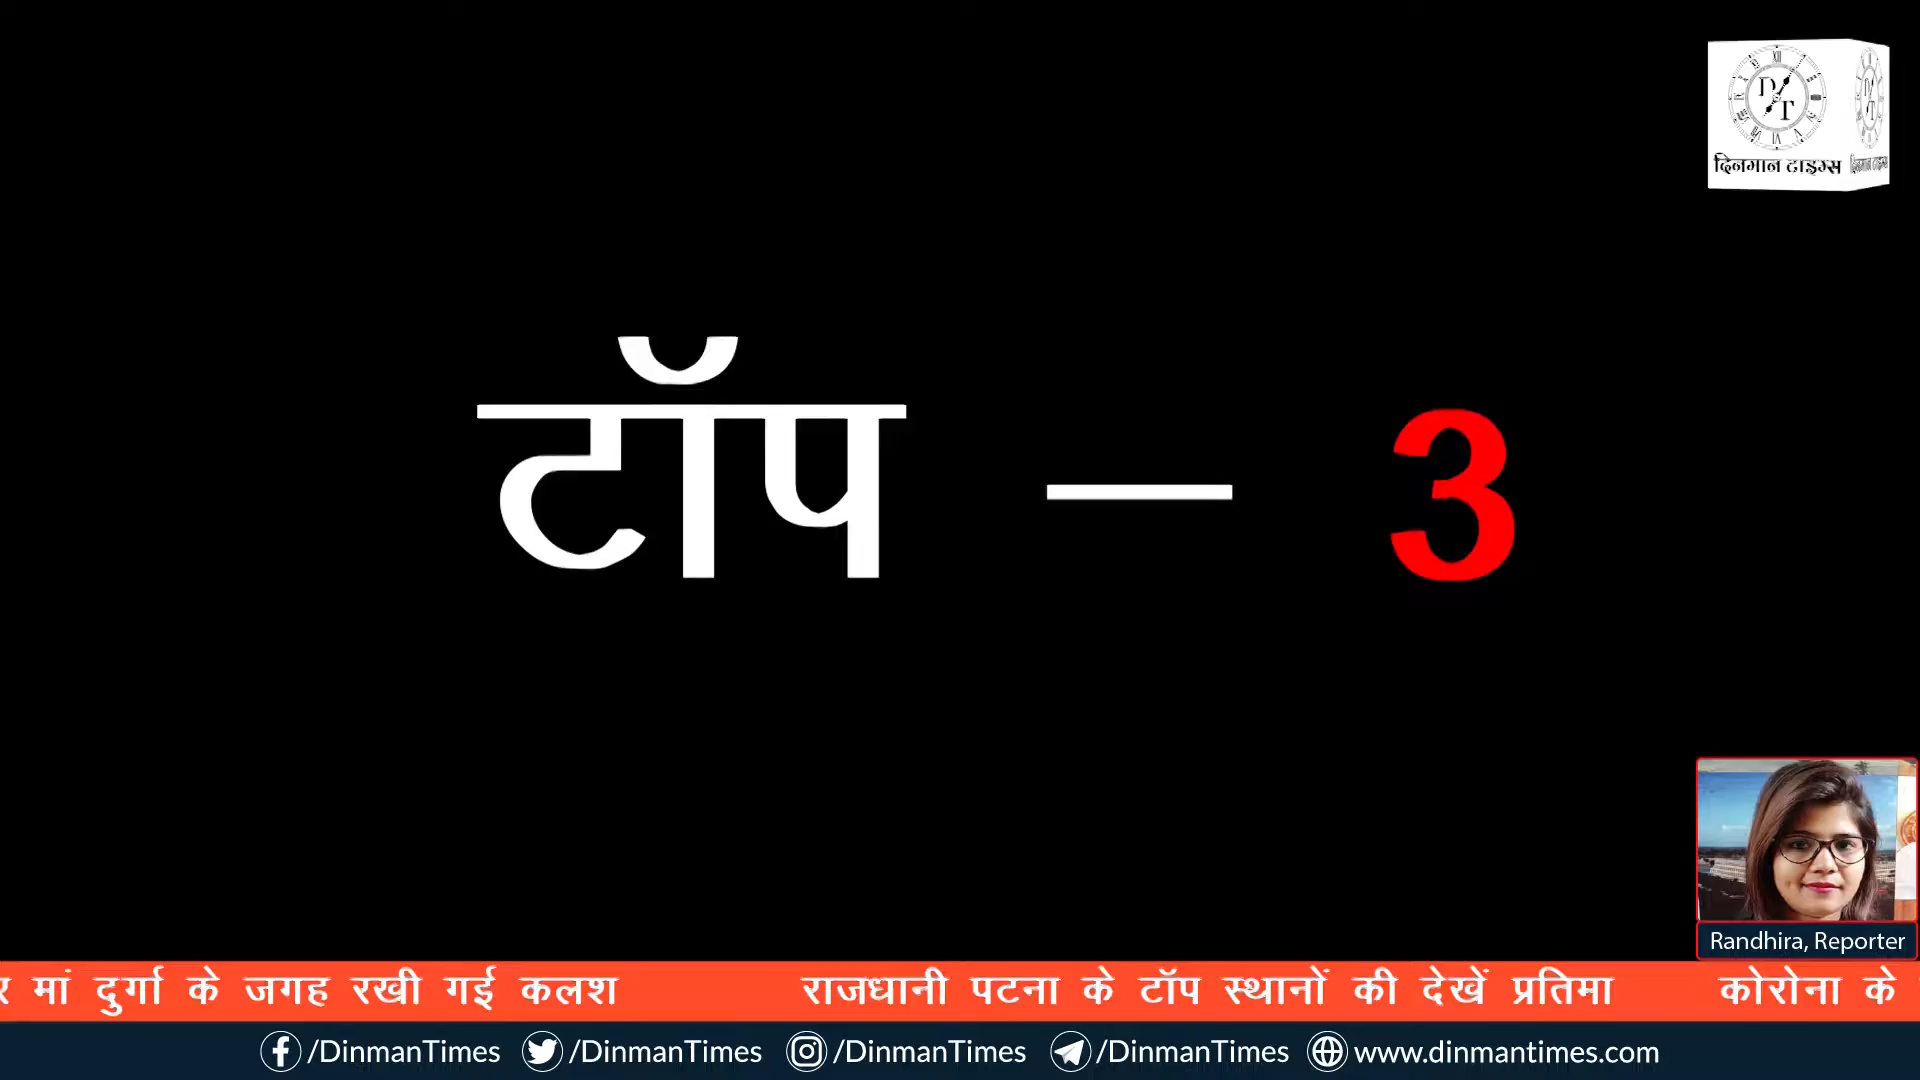 दिनमान टाइम्स
टॉप – 3
Randhira, Reporter
मां दुर्गा के जगह रखी गई कलश राजधानी पटना के टॉप स्थानों की देखें प्रतिमा कोरोना के
/DinmanTimes /DinmanTimes /DinmanTimes /DinmanTimes www.dinmantimes.com